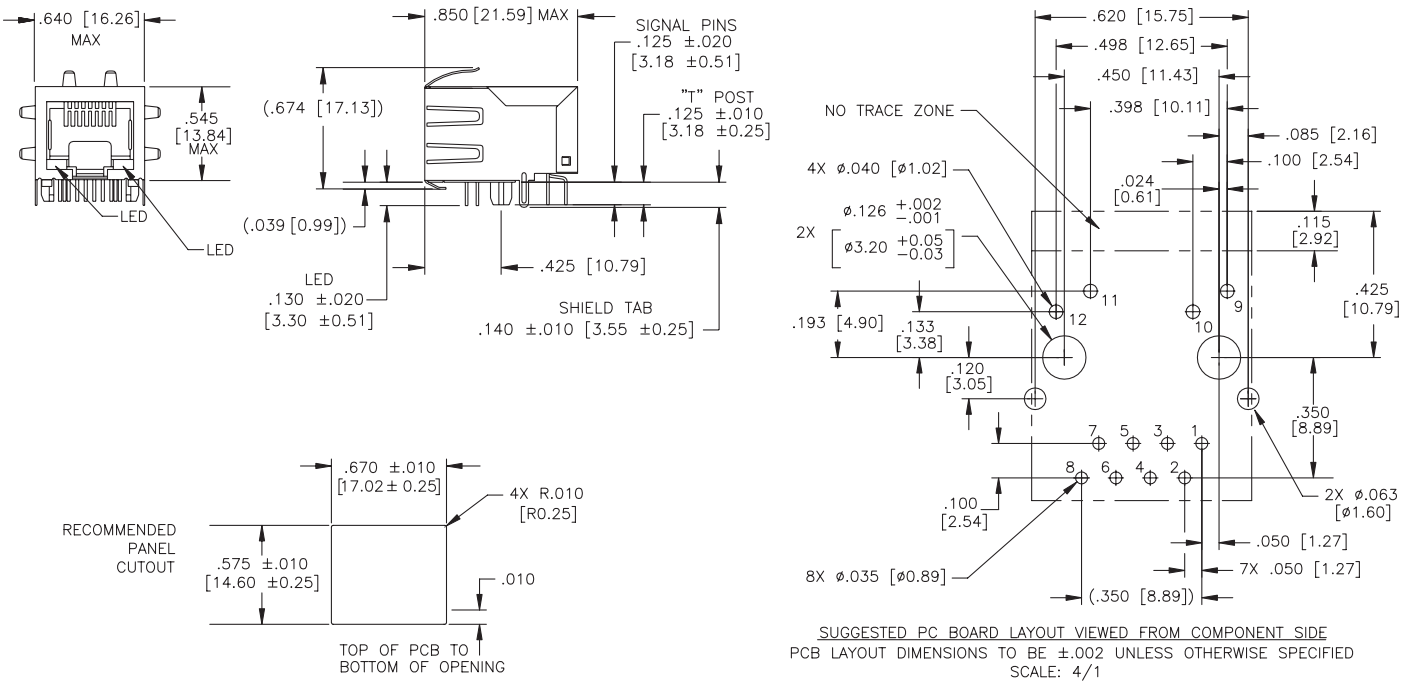 .640 [16.26]
MAX
.545
[13.84]
MAX
LED
LED
.850 [21.59] MAX
SIGNAL PINS
.125 ±.020
[3.18 ±0.51]
"T" POST
.125 ±.010
[3.18 ±0.25]
(.674 [17.13])
(.039 [0.99])
.425 [10.79]
LED
.130 ±.020
[3.30 ±0.51]
SHIELD TAB
.140 ±.010 [3.55 ±0.25]
.670 ±.010
[17.02± 0.25]
4X R.010
[R0.25]
RECOMMENDED
PANEL
CUTOUT
.575 ±.010
[14.60 ±0.25]
.010
TOP OF PCB TO
BOTTOM OF OPENING
.620 [15.75]
.498 [12.65]
.450 [11.43]
.398 [10.11]
NO TRACE ZONE
.085 [2.16]
.100 [2.54]
4X ø.040 [ø1.02]
.024
[0.61]
.115
[2.92]
2X
ø.126 +.002
-.001
[ø3.20 +0.05
-0.03]
.425
[10.79]
11
9
12
10
.193 [4.90]
.133
[3.38]
.120
[3.05]
.350
[8.89]
7 5 3 1
8 6 4 2
.100
[2.54]
2X ø.063
[ø1.60]
.050 [1.27]
7X .050 [1.27]
8X ø.035 [ø0.89]
(.350 [8.89])
SUGGESTED PC BOARD LAYOUT VIEWED FROM COMPONENT SIDE
PCB LAYOUT DIMENSIONS TO BE ±.002 UNLESS OTHERWISE SPECIFIED
SCALE: 4/1